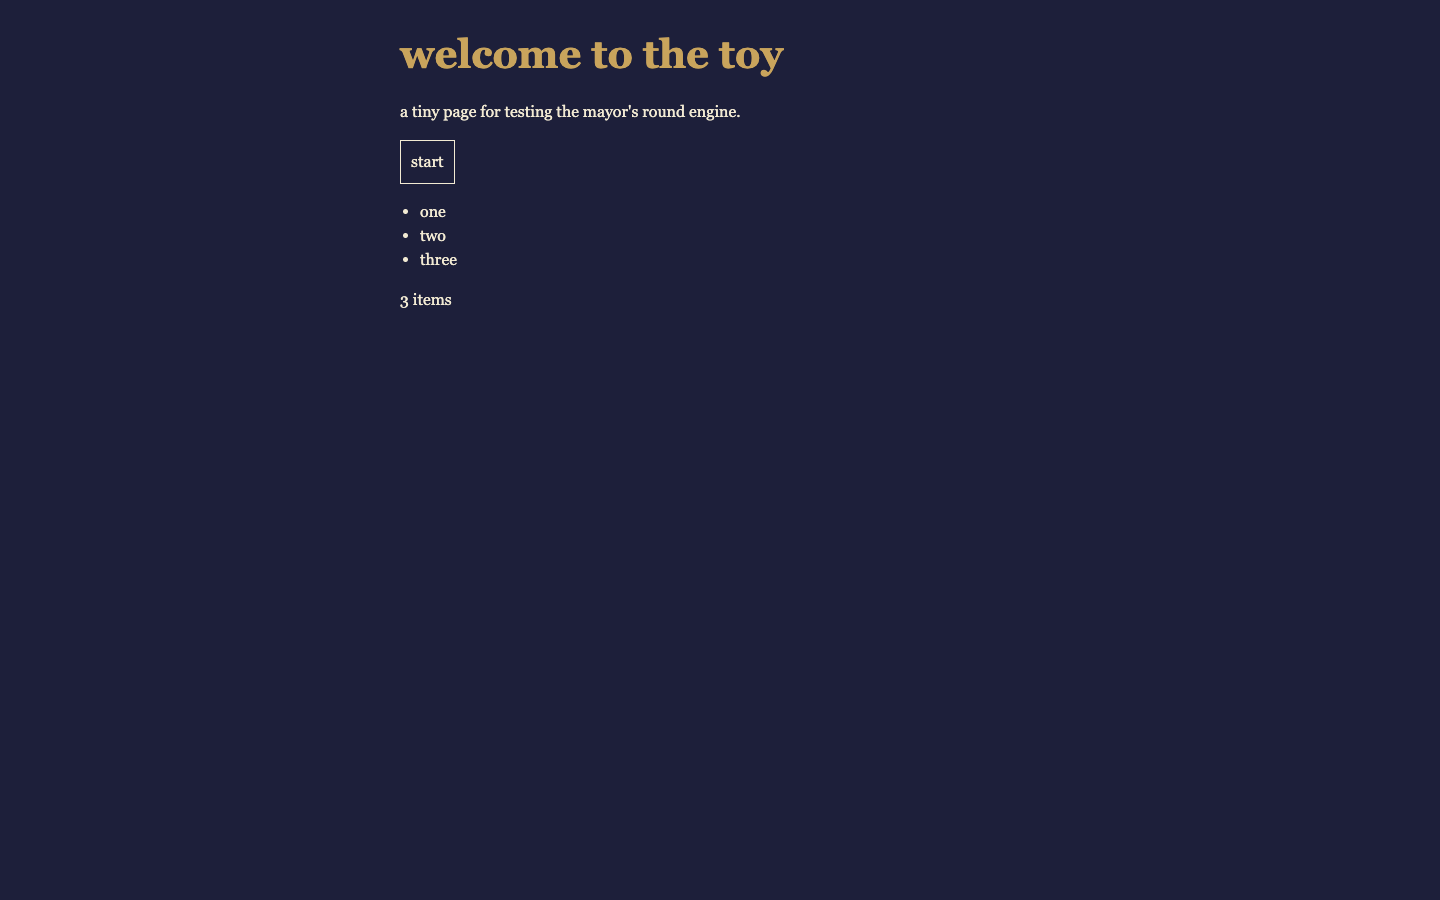 welcome to the toy
a tiny page for testing the mayor's round engine.
start
one
two
three
3 items